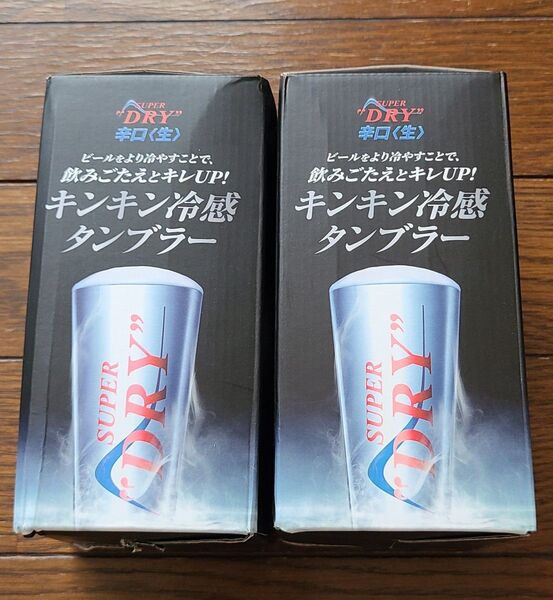 SUPER
"DRY"
辛口〈生〉
ビールをより冷やすことで、
飲みごたえとキレUP!
キンキン冷感
タンブラー
SUPER
"DRY"
SUPER
"DRY"
辛口〈生〉
ビールをより冷やすことで、
飲みごたえとキレUP!
キンキン冷感
タンブラー
SUPER
"DRY"